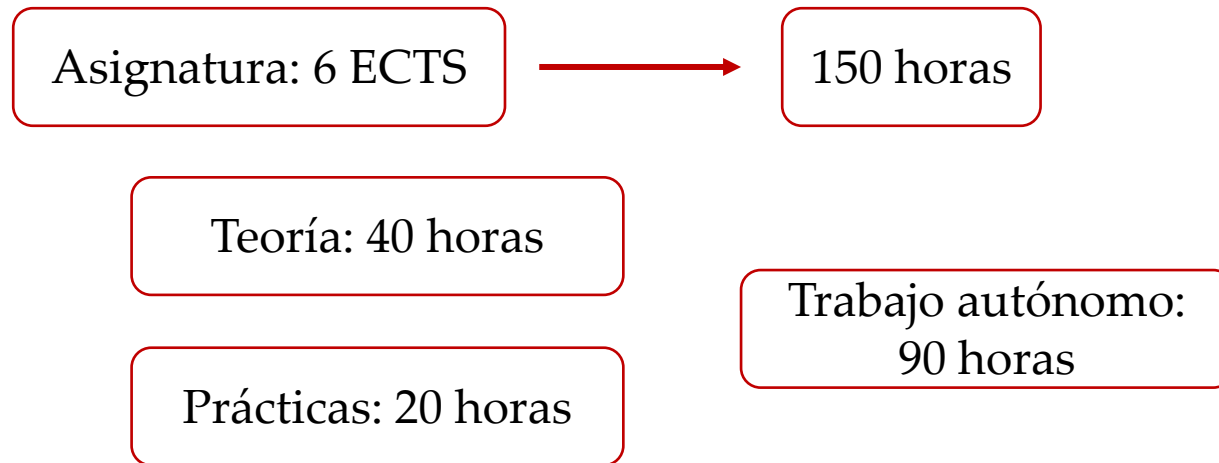 Asignatura: 6 ECTS
150 horas
Teoría: 40 horas
Trabajo autónomo:
90 horas
Prácticas: 20 horas